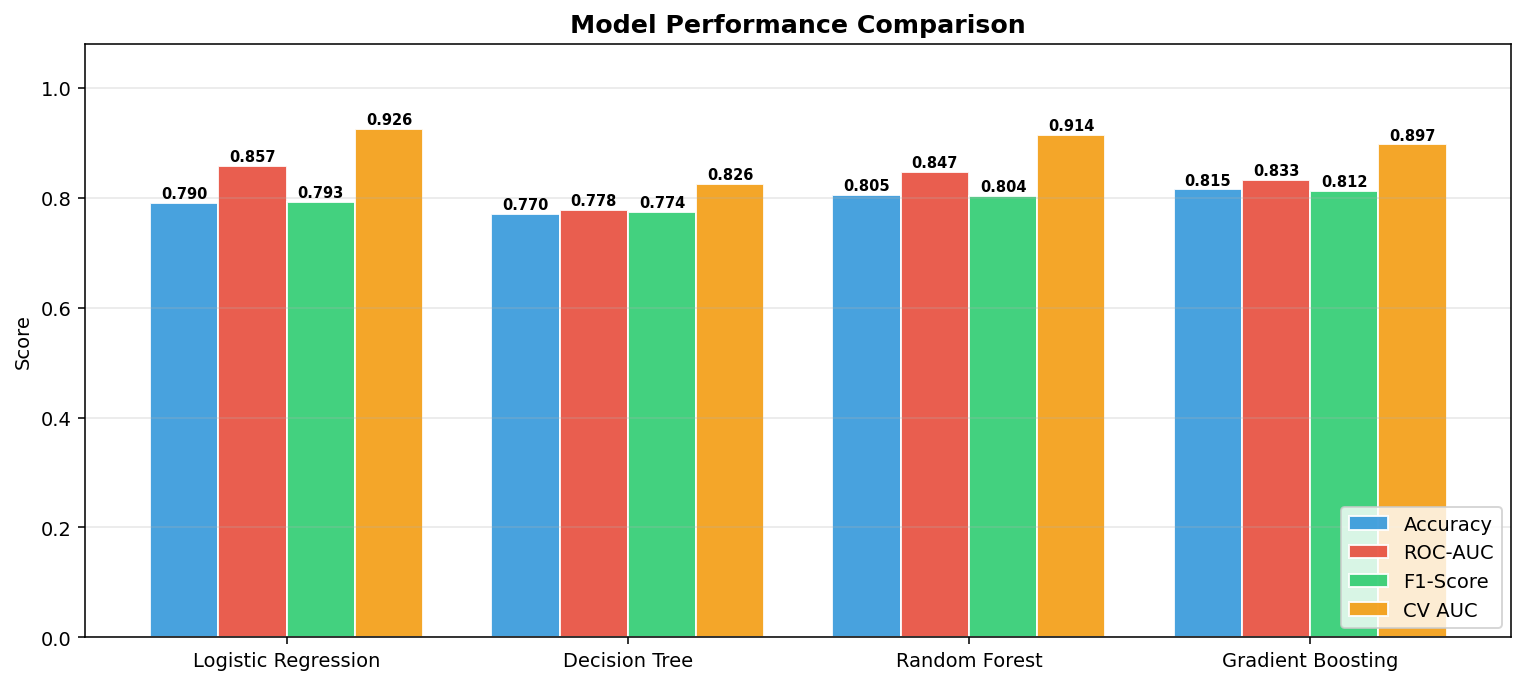 Model Performance Comparison
Score
1.0
0.8
0.6
0.4
0.2
0.0
0.790
0.857
0.793
0.926
0.770
0.778
0.774
0.826
0.805
0.847
0.804
0.914
0.815
0.833
0.812
0.897
Accuracy
ROC-AUC
F1-Score
CV AUC
Logistic Regression
Decision Tree
Random Forest
Gradient Boosting